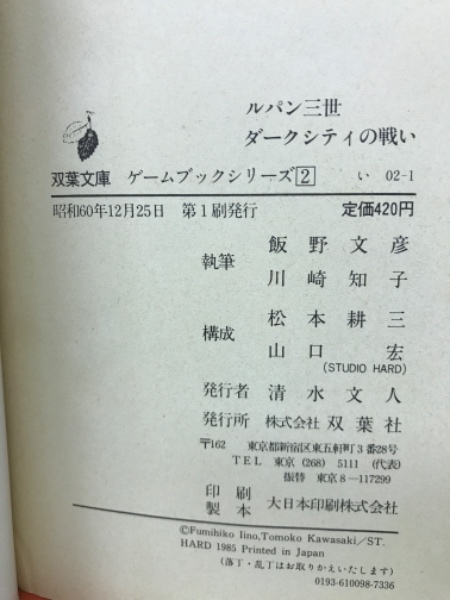 ルパン三世
ダークシティの戦い
双葉文庫 ゲームブックシリーズ2 い 02-1
昭和60年12月25日 第1刷発行 定価420円
執筆
飯野文彦
川崎知子
構成
松本耕三
山口宏
(STUDIO HARD)
発行者 清水文人
発行所 株式会社 双葉社
〒162 東京都新宿区東五軒町3番28号
TEL 東京 (268) 5111 (代表)
振替 東京8-117299
印刷
製本
大日本印刷株式会社
©Fumihiko Iino,Tomoko Kawasaki/ST.
HARD 1985 Printed in Japan
(落丁・乱丁はお取りかえいたします)
0193-610098-7336